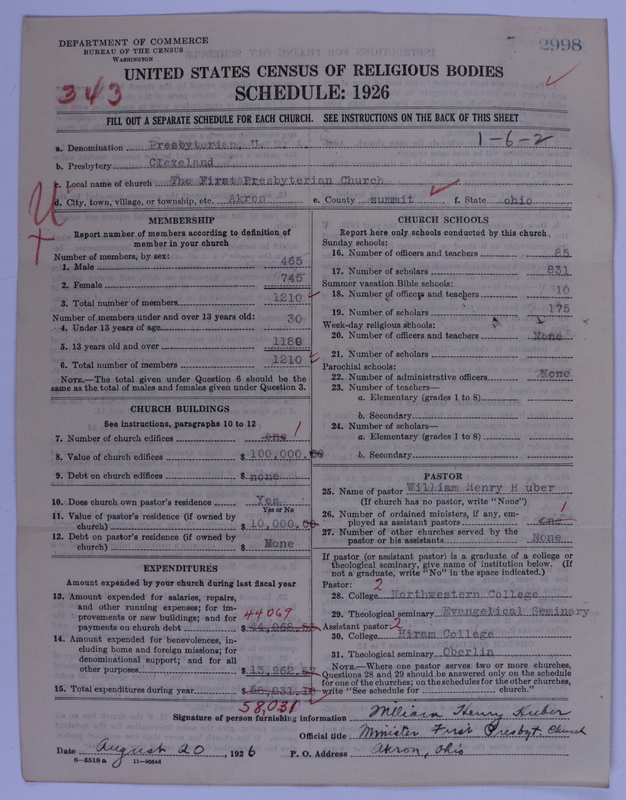 DEPARTMENT OF COMMERCE
BUREAU OF THE CENSUS
WASHINGTON
2998
UNITED STATES CENSUS OF RELIGIOUS BODIES
343
SCHEDULE: 1926
FILL OUT A SEPARATE SCHEDULE FOR EACH CHURCH. SEE INSTRUCTIONS ON THE BACK OF THIS SHEET
1-6-2
a. Denomination Presbyterian, U. S. A.
b. Presbytery Cleveland
c. Local name of church The First Presbyterian Church
d. City, town, village, or township, etc. Akron e. County summit f. State ohio
MEMBERSHIP
Report number of members according to definition of
member in your church
Number of members, by sex:
1. Male 465
2. Female 745
3. Total number of members 1210
Number of members under and over 13 years old:
4. Under 13 years of age 30
5. 13 years old and over 1180
6. Total number of members 1210
NOTE.—The total given under Question 6 should be the
same as the total of males and females given under Question 3.
CHURCH BUILDINGS
See instructions, paragraphs 10 to 12
7. Number of church edifices one 1
8. Value of church edifices $ 100,000.00
9. Debt on church edifices $ none
10. Does church own pastor's residence Yes
Yes or No
11. Value of pastor's residence (if owned by
church) $ 10,000.00
12. Debt on pastor's residence (if owned by
church) $ None
EXPENDITURES
Amount expended by your church during last fiscal year
13. Amount expended for salaries, repairs,
and other running expenses; for im-
provements or new buildings; and for
payments on church debt $ 44,068.53 44069
14. Amount expended for benevolences, in-
cluding home and foreign missions; for
denominational support; and for all
other purposes $ 13,962.57
15. Total expenditures during year $ 58,031.10
58,031
CHURCH SCHOOLS
Report here only schools conducted by this church.
Sunday schools:
16. Number of officers and teachers 85
17. Number of scholars 831
Summer vacation Bible schools:
18. Number of officers and teachers 10
19. Number of scholars 175
Week-day religious schools:
20. Number of officers and teachers None
21. Number of scholars
Parochial schools:
22. Number of administrative officers None
23. Number of teachers—
a. Elementary (grades 1 to 8)
b. Secondary
24. Number of scholars—
a. Elementary (grades 1 to 8)
b. Secondary
PASTOR
25. Name of pastor William Henry Huber
(If church has no pastor, write "None")
26. Number of ordained ministers, if any, em-
ployed as assistant pastors one 1
27. Number of other churches served by the
pastor or his assistants None
If pastor (or assistant pastor) is a graduate of a college or
theological seminary, give name of institution below. (If
not a graduate, write "No" in the space indicated.)
Pastor: 2
28. College Northwestern College
29. Theological seminary Evangelical Seminary
Assistant pastor: 2
30. College Hiram College
31. Theological seminary Oberlin
NOTE.—Where one pastor serves two or more churches,
Questions 28 and 29 should be answered only on the schedule
for one of the churches; on the schedules for the other churches,
write "See schedule for church."
Signature of person furnishing information William Henry Huber
Official title Minister First Presbyt. Church
Date August 20, 1926 P. O. Address Akron, Ohio
8—5518a